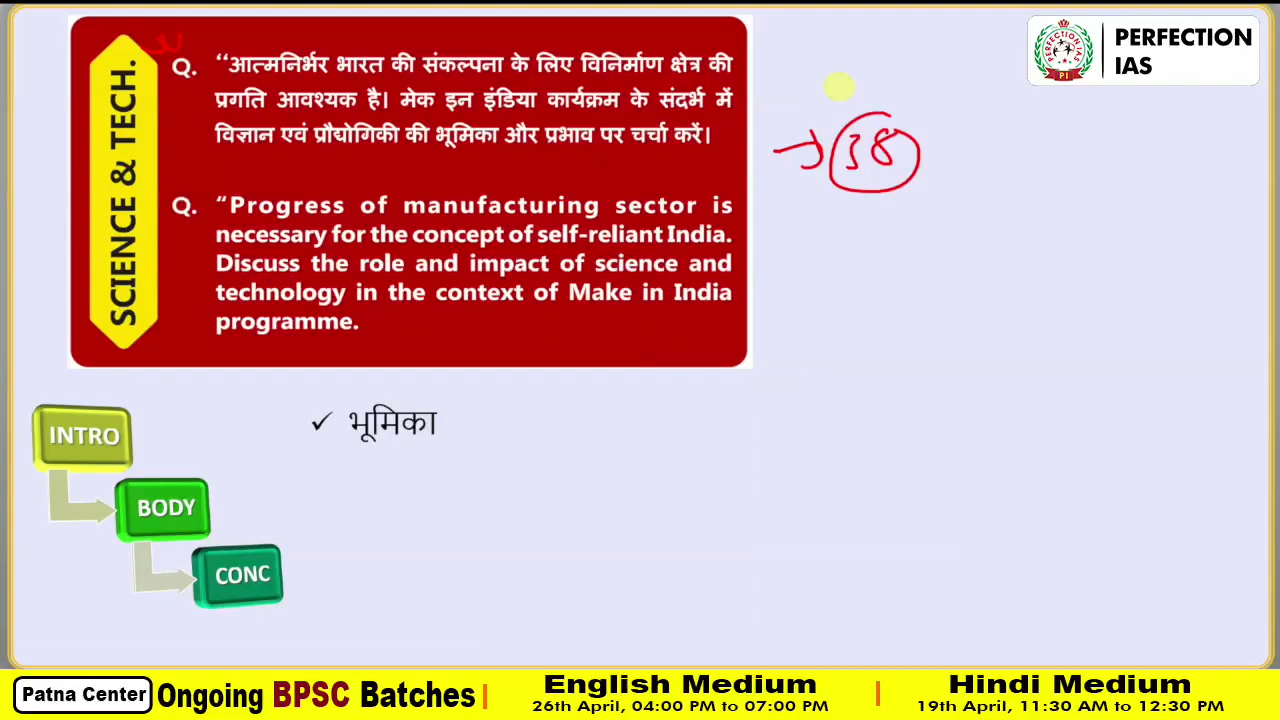 PERFECTION
IAS
PERFECTION IAS
PI
SCIENCE & TECH.
Q. “आत्मनिर्भर भारत की संकल्पना के लिए विनिर्माण क्षेत्र की
प्रगति आवश्यक है। मेक इन इंडिया कार्यक्रम के संदर्भ में
विज्ञान एवं प्रौद्योगिकी की भूमिका और प्रभाव पर चर्चा करें।
→ 38
Q. “Progress of manufacturing sector is
necessary for the concept of self-reliant India.
Discuss the role and impact of science and
technology in the context of Make in India
programme.
✓ भूमिका
INTRO
BODY
CONC
Patna Center Ongoing BPSC Batches
English Medium
26th April, 04:00 PM to 07:00 PM
Hindi Medium
19th April, 11:30 AM to 12:30 PM